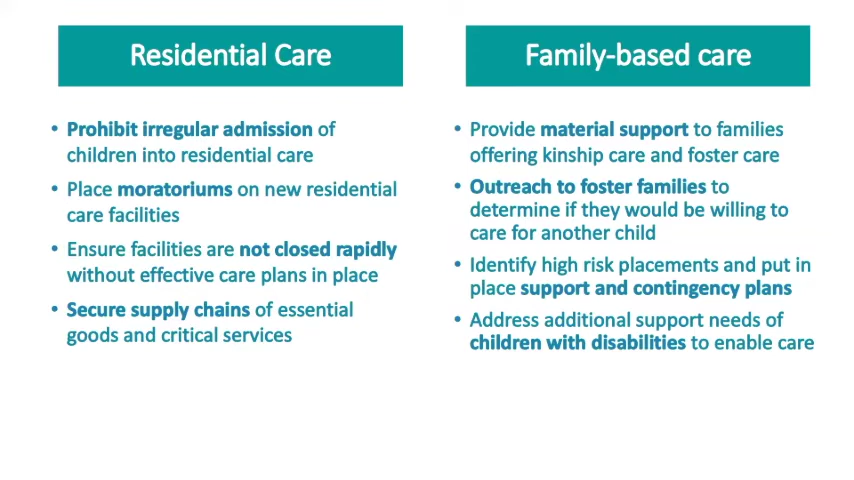 Residential Care
• Prohibit irregular admission of
children into residential care
• Place moratoriums on new residential
care facilities
• Ensure facilities are not closed rapidly
without effective care plans in place
• Secure supply chains of essential
goods and critical services
Family-based care
• Provide material support to families
offering kinship care and foster care
• Outreach to foster families to
determine if they would be willing to
care for another child
• Identify high risk placements and put in
place support and contingency plans
• Address additional support needs of
children with disabilities to enable care